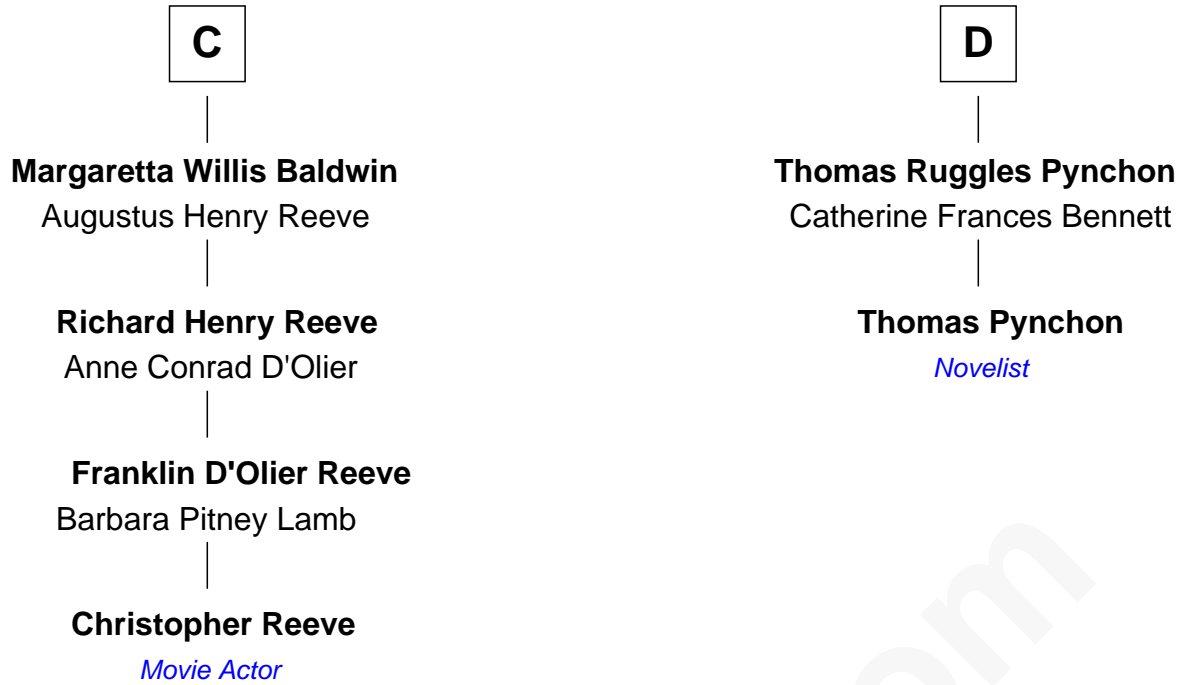 C
Margaretta Willis Baldwin
Augustus Henry Reeve
Richard Henry Reeve
Anne Conrad D'Olier
Franklin D'Olier Reeve
Barbara Pitney Lamb
Christopher Reeve
Movie Actor
D
Thomas Ruggles Pynchon
Catherine Frances Bennett
Thomas Pynchon
Novelist
om